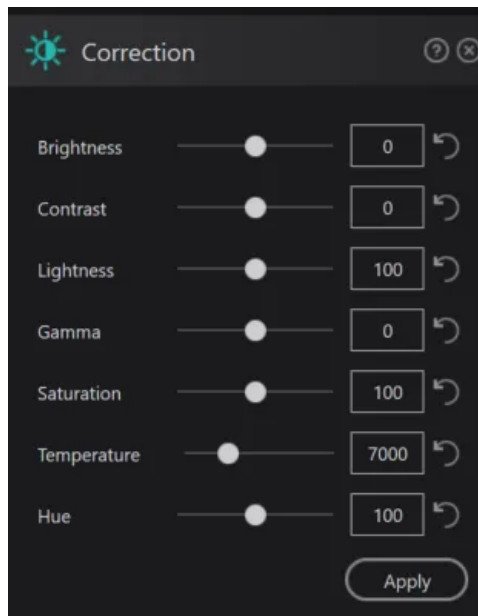 Correction
Brightness 0
Contrast 0
Lightness 100
Gamma 0
Saturation 100
Temperature 7000
Hue 100
Apply